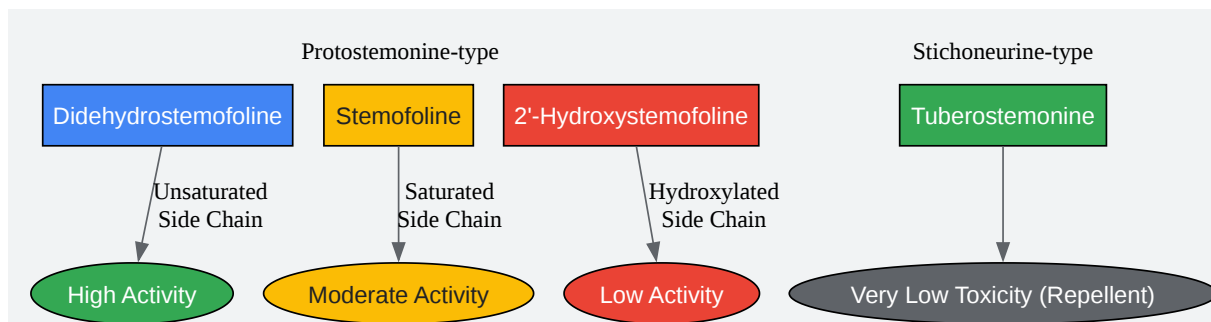 Protostemonine-type
Stichoneurine-type
Didehydrostemofoline
Stemofoline
2'-Hydroxystemofoline
Tuberostemonine
Unsaturated
Side Chain
Saturated
Side Chain
Hydroxylated
Side Chain
High Activity
Moderate Activity
Low Activity
Very Low Toxicity (Repellent)